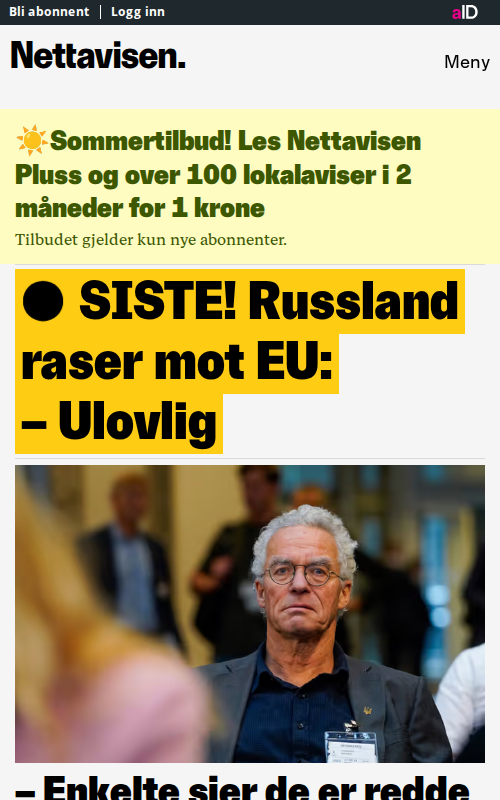 Bli abonnent
Logg inn
aID
Nettavisen.
Meny
☀️Sommertilbud! Les Nettavisen
Pluss og over 100 lokalaviser i 2
måneder for 1 krone
Tilbudet gjelder kun nye abonnenter.
● SISTE! Russland
raser mot EU:
– Ulovlig
– Enkelte sier de er redde